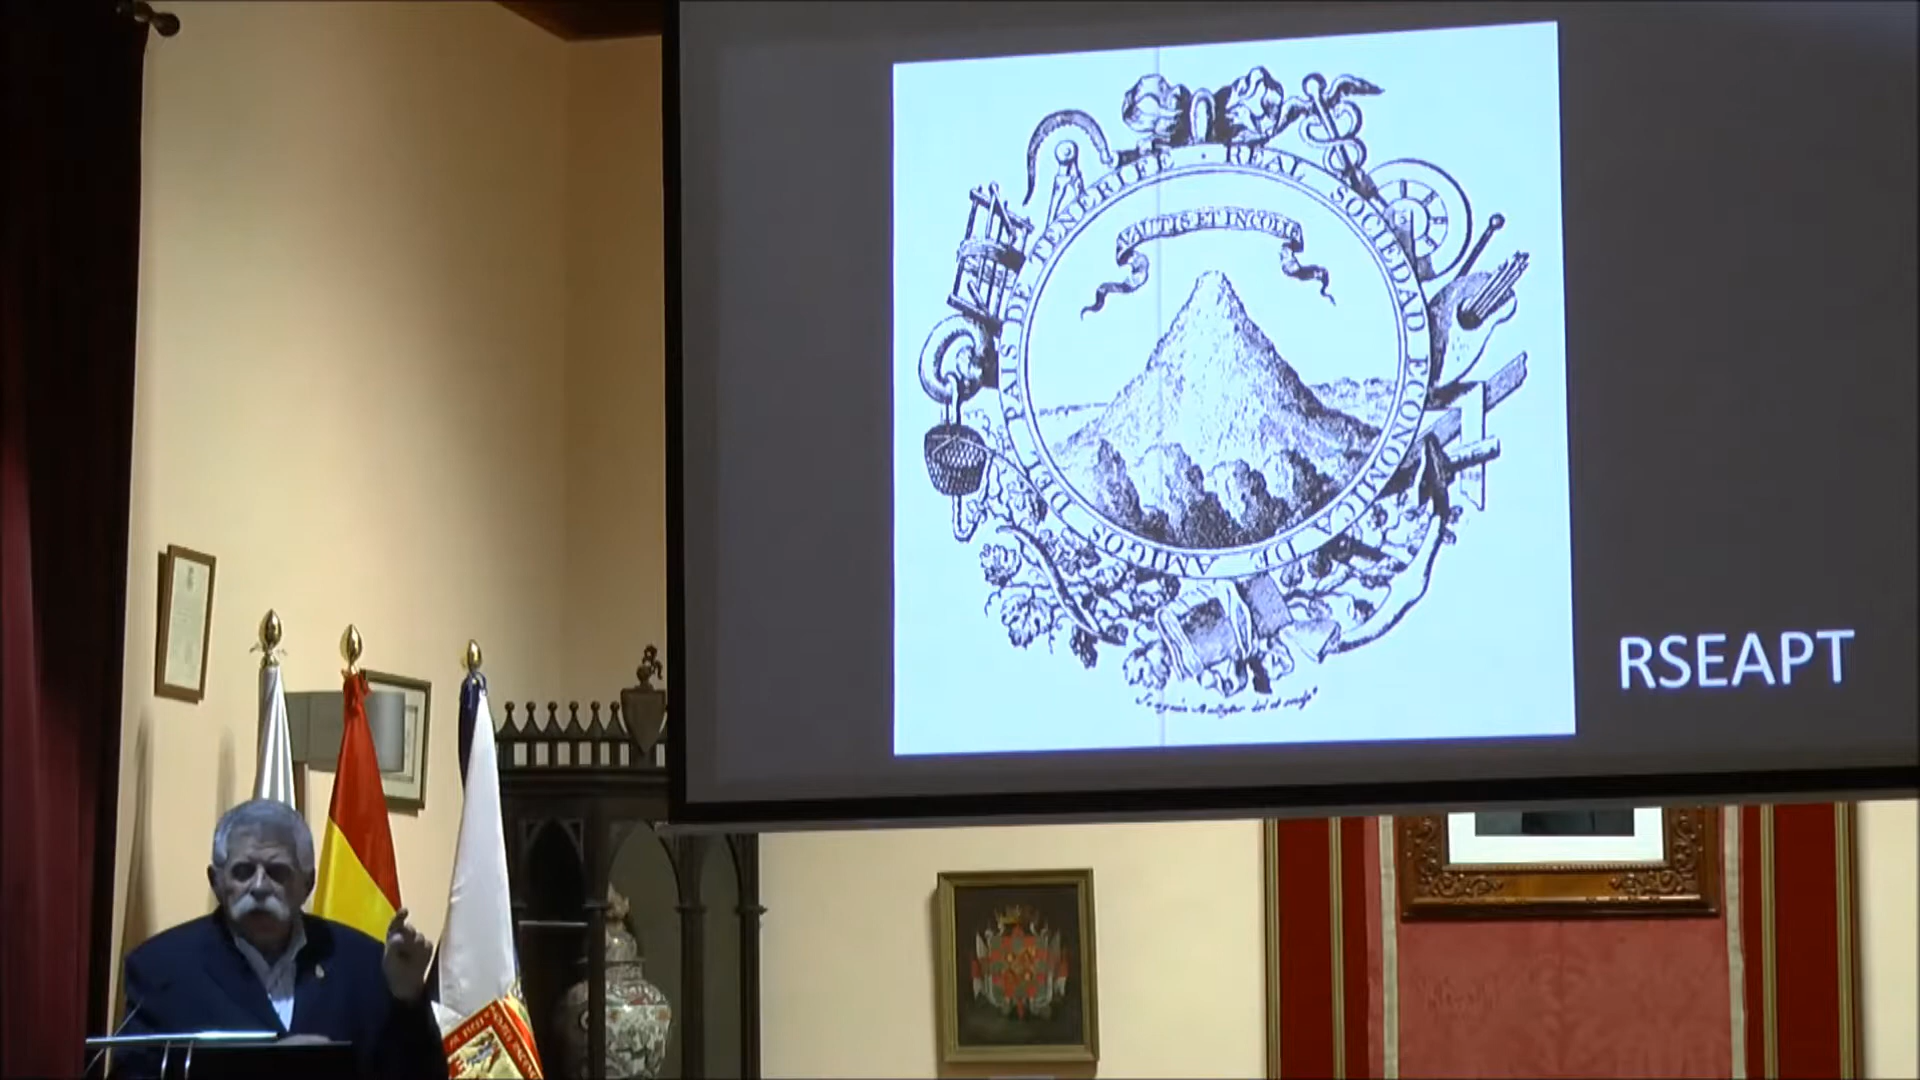 REAL SOCIEDAD ECONOMICA DE AMIGOS DEL PAIS DE TENERIFE ·
NAUTIS ET INCOLIS
RSEAPT